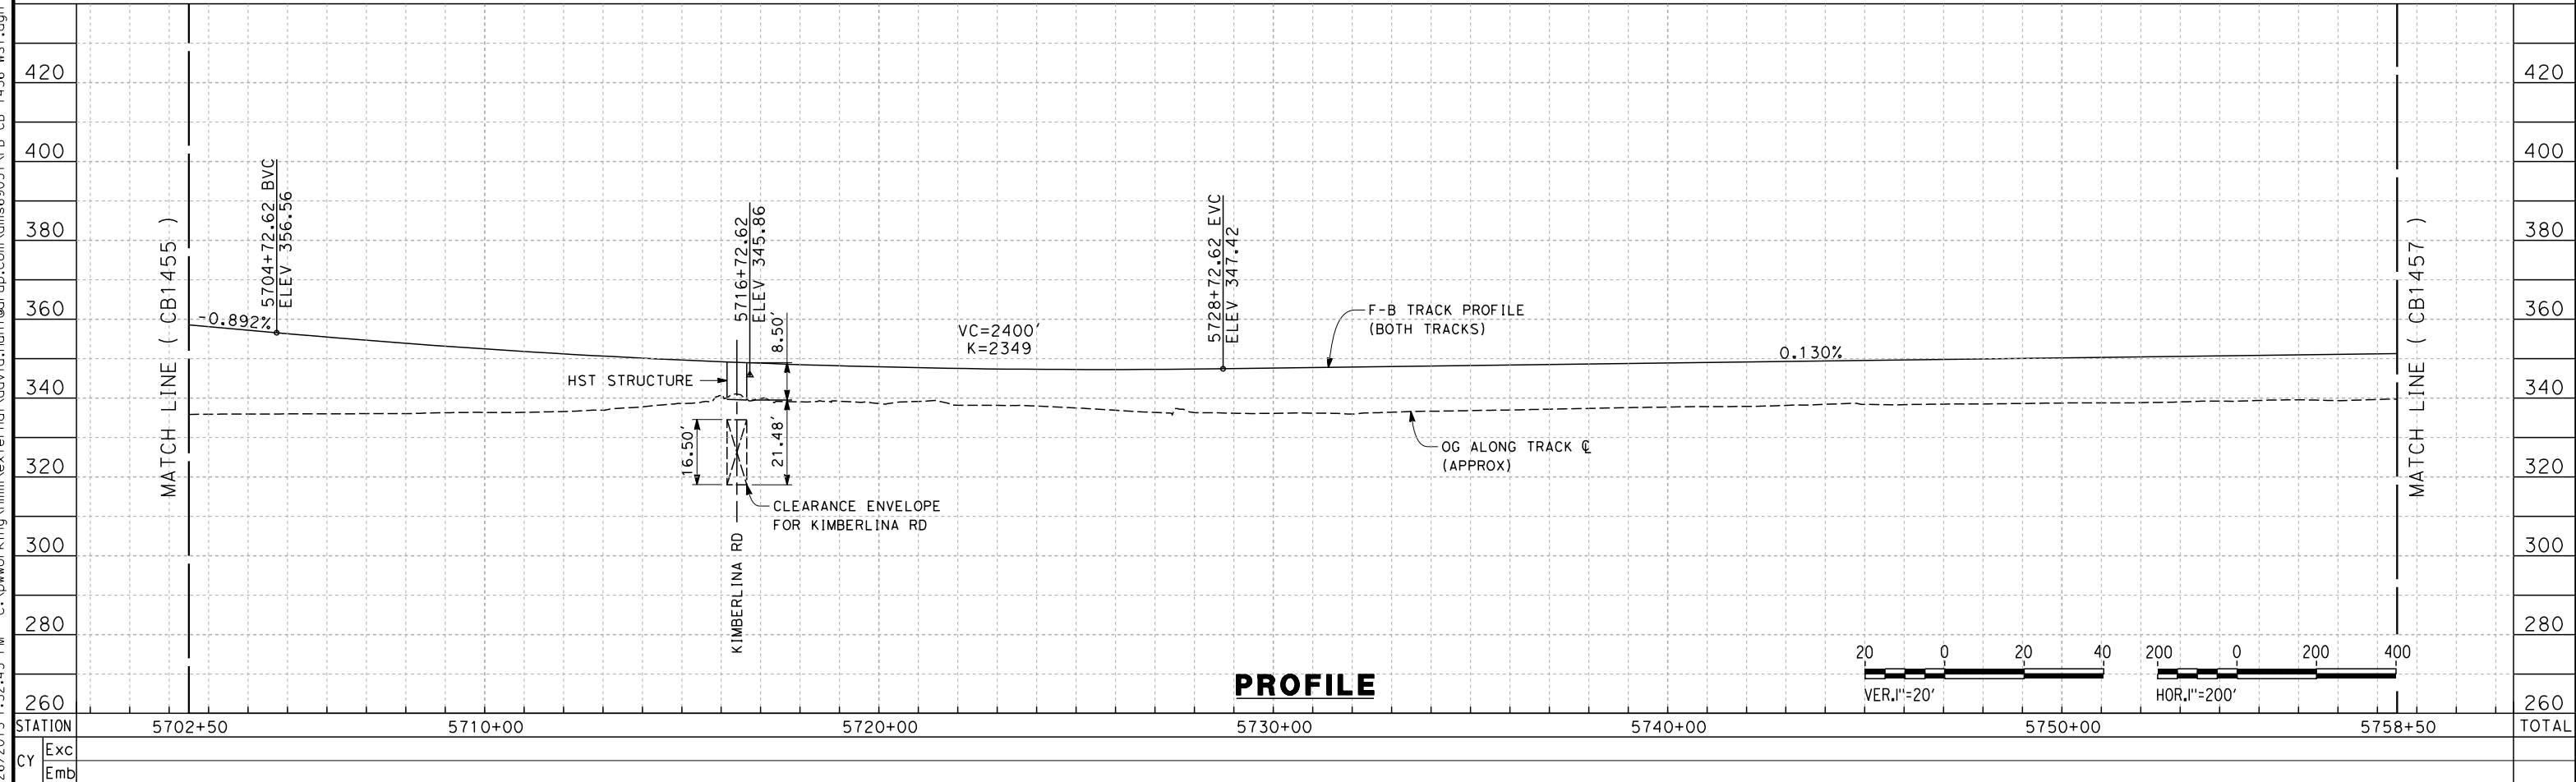 420 420
400 400
380 380
360 360
340 340
320 320
300 300
280 280
260 260
MATCH LINE ( CB1455 )
-0.892%
5704+72.62 BVC
ELEV 356.56
HST STRUCTURE
5716+72.62
ELEV 345.86
8.50'
16.50'
21.48'
CLEARANCE ENVELOPE
FOR KIMBERLINA RD
KIMBERLINA RD
VC=2400'
K=2349
5728+72.62 EVC
ELEV 347.42
F-B TRACK PROFILE
(BOTH TRACKS)
OG ALONG TRACK ℄
(APPROX)
0.130%
MATCH LINE ( CB1457 )
PROFILE
20 0 20 40
VER.1"=20'
200 0 200 400
HOR.1"=200'
STATION 5702+50 5710+00 5720+00 5730+00 5740+00 5750+00 5758+50 TOTAL
CY
Exc
Emb